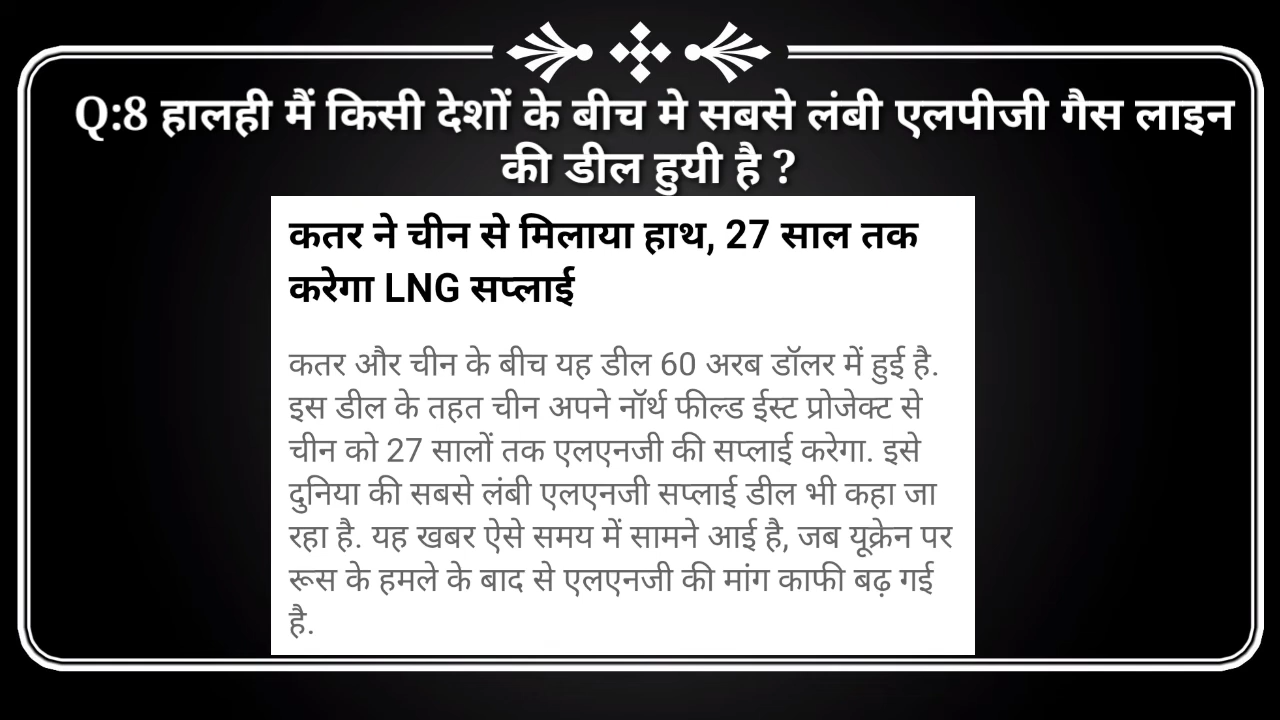 Q:8 हालही मैं किसी देशों के बीच मे सबसे लंबी एलपीजी गैस लाइन
की डील हुयी है ?
कतर ने चीन से मिलाया हाथ, 27 साल तक
करेगा LNG सप्लाई
कतर और चीन के बीच यह डील 60 अरब डॉलर में हुई है.
इस डील के तहत चीन अपने नॉर्थ फील्ड ईस्ट प्रोजेक्ट से
चीन को 27 सालों तक एलएनजी की सप्लाई करेगा. इसे
दुनिया की सबसे लंबी एलएनजी सप्लाई डील भी कहा जा
रहा है. यह खबर ऐसे समय में सामने आई है, जब यूक्रेन पर
रूस के हमले के बाद से एलएनजी की मांग काफी बढ़ गई
है.